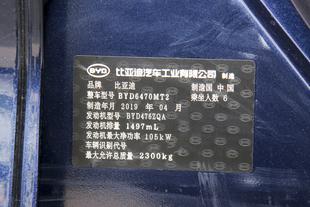 BYD 比亚迪汽车工业有限公司 制造
品牌 比亚迪 制造国 中国
整车型号 BYD6470MT3 乘坐人数 6
制造年月 2019 年 04 月
发动机型号 BYD476ZQA
发动机排量 1497mL
发动机最大净功率 105kW
车辆识别代号
最大允许总质量 2300kg